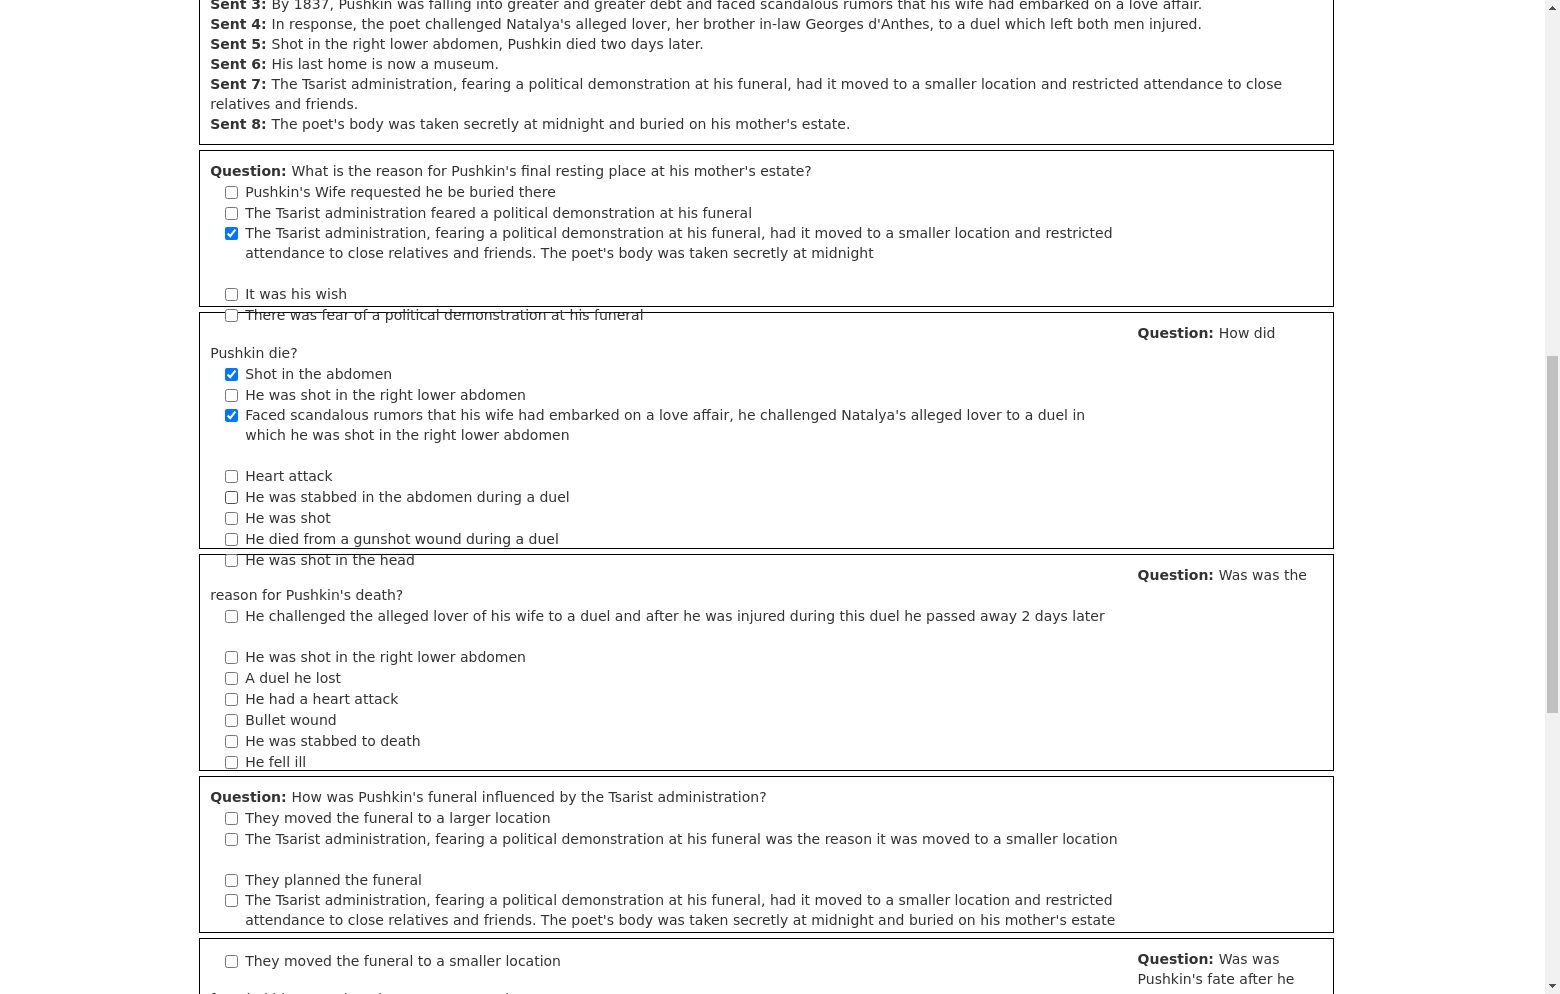 Sent 3: By 1837, Pushkin was falling into greater and greater debt and faced scandalous rumors that his wife had embarked on a love affair.
Sent 4: In response, the poet challenged Natalya's alleged lover, her brother in-law Georges d'Anthes, to a duel which left both men injured.
Sent 5: Shot in the right lower abdomen, Pushkin died two days later.
Sent 6: His last home is now a museum.
Sent 7: The Tsarist administration, fearing a political demonstration at his funeral, had it moved to a smaller location and restricted attendance to close
relatives and friends.
Sent 8: The poet's body was taken secretly at midnight and buried on his mother's estate.
Question: What is the reason for Pushkin's final resting place at his mother's estate?
Pushkin's Wife requested he be buried there
The Tsarist administration feared a political demonstration at his funeral
The Tsarist administration, fearing a political demonstration at his funeral, had it moved to a smaller location and restricted
attendance to close relatives and friends. The poet's body was taken secretly at midnight
It was his wish
There was fear of a political demonstration at his funeral
Question: How did
Pushkin die?
Shot in the abdomen
He was shot in the right lower abdomen
Faced scandalous rumors that his wife had embarked on a love affair, he challenged Natalya's alleged lover to a duel in
which he was shot in the right lower abdomen
Heart attack
He was stabbed in the abdomen during a duel
He was shot
He died from a gunshot wound during a duel
He was shot in the head
Question: Was was the
reason for Pushkin's death?
He challenged the alleged lover of his wife to a duel and after he was injured during this duel he passed away 2 days later
He was shot in the right lower abdomen
A duel he lost
He had a heart attack
Bullet wound
He was stabbed to death
He fell ill
Question: How was Pushkin's funeral influenced by the Tsarist administration?
They moved the funeral to a larger location
The Tsarist administration, fearing a political demonstration at his funeral was the reason it was moved to a smaller location
They planned the funeral
The Tsarist administration, fearing a political demonstration at his funeral, had it moved to a smaller location and restricted
attendance to close relatives and friends. The poet's body was taken secretly at midnight and buried on his mother's estate
They moved the funeral to a smaller location
Question: Was was
Pushkin's fate after he